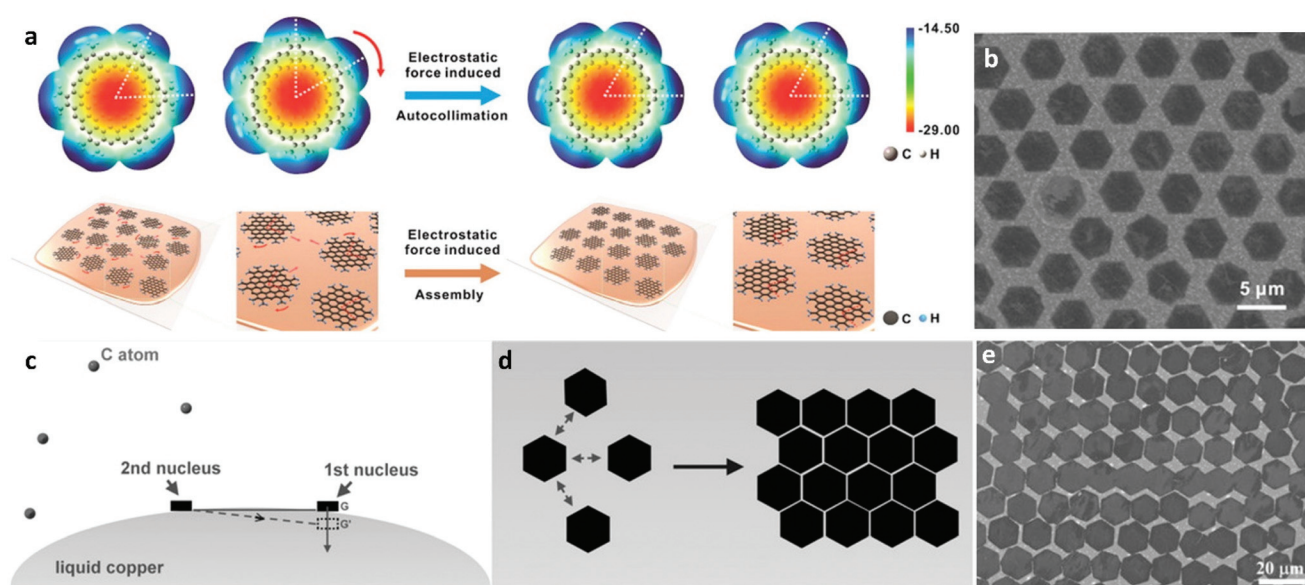 a
Electrostatic
force induced
Autocollimation
-14.50
-29.00
C H
Electrostatic
force induced
Assembly
C H
b
5 µm
c
C atom
2nd nucleus
1st nucleus
G
G'
liquid copper
d
e
20 µm